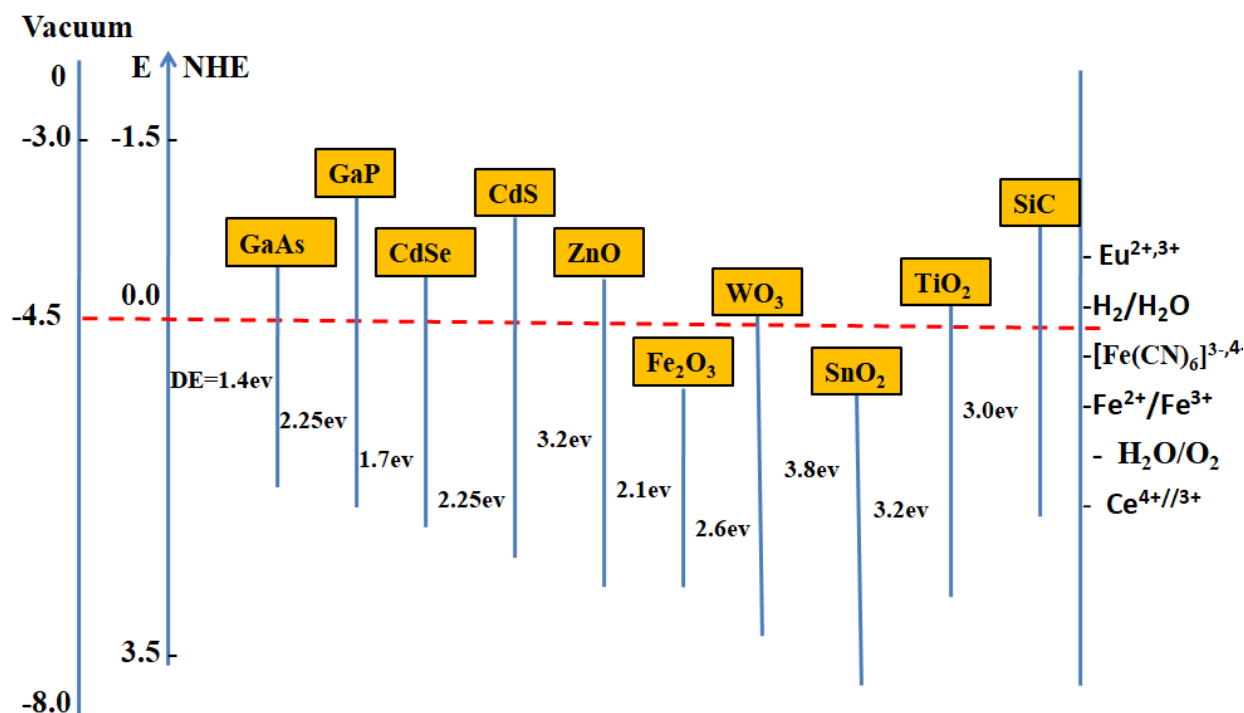 Vacuum
0
E NHE
-3.0 -
-1.5
GaP
CdS
SiC
GaAs
CdSe
ZnO
- Eu²⁺,³⁺
0.0
WO₃
TiO₂
- H₂/H₂O
-4.5
Fe₂O₃
SnO₂
-[Fe(CN)₆]³⁻,⁴⁻
DE=1.4ev
2.25ev
3.0ev
-Fe²⁺/Fe³⁺
1.7ev
3.2ev
3.8ev
- H₂O/O₂
2.25ev
2.1ev
2.6ev
3.2ev
- Ce⁴⁺//³⁺
3.5
-8.0